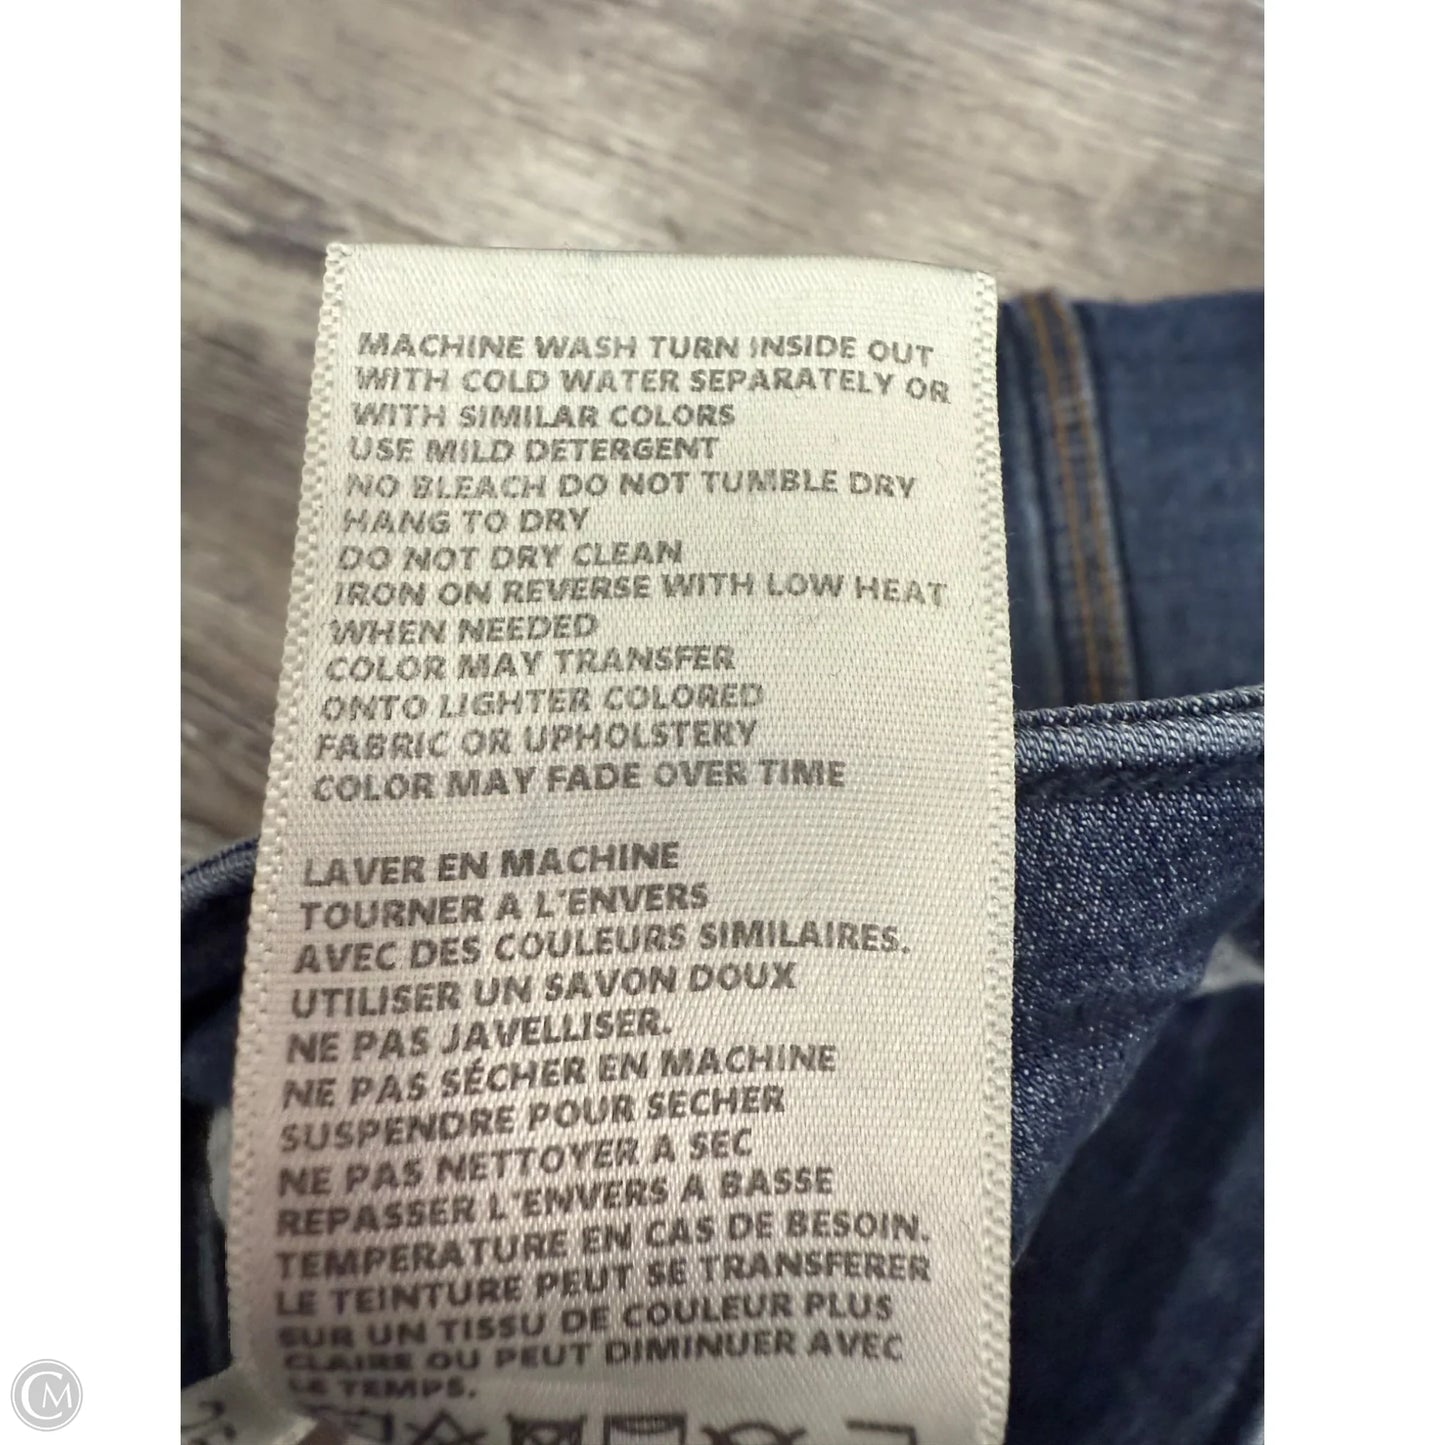 MACHINE WASH TURN INSIDE OUT
WITH COLD WATER SEPARATELY OR
WITH SIMILAR COLORS
USE MILD DETERGENT
NO BLEACH DO NOT TUMBLE DRY
HANG TO DRY
DO NOT DRY CLEAN
IRON ON REVERSE WITH LOW HEAT
WHEN NEEDED
COLOR MAY TRANSFER
ONTO LIGHTER COLORED
FABRIC OR UPHOLSTERY
COLOR MAY FADE OVER TIME
LAVER EN MACHINE
TOURNER A L'ENVERS
AVEC DES COULEURS SIMILAIRES.
UTILISER UN SAVON DOUX
NE PAS JAVELLISER.
NE PAS SÉCHER EN MACHINE
SUSPENDRE POUR SECHER
NE PAS NETTOYER A SEC
REPASSER L'ENVERS A BASSE
TEMPERATURE EN CAS DE BESOIN.
LE TEINTURE PEUT SE TRANSFERER
SUR UN TISSU DE COULEUR PLUS
CLAIRE OU PEUT DIMINUER AVEC
LE TEMPS.
CM